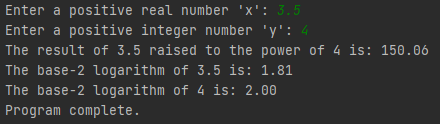 Enter a positive real number 'x': 3.5
Enter a positive integer number 'y': 4
The result of 3.5 raised to the power of 4 is: 150.06
The base-2 logarithm of 3.5 is: 1.81
The base-2 logarithm of 4 is: 2.00
Program complete.